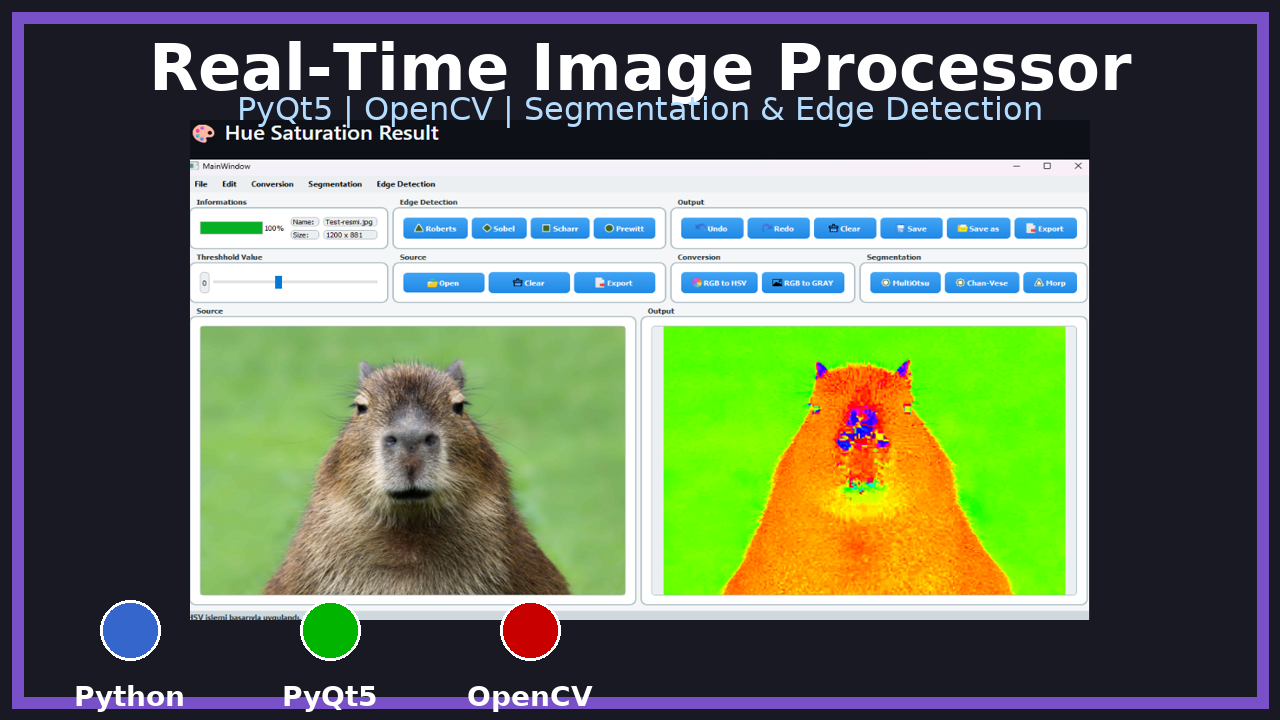 Real-Time Image Processor
PyQt5 | OpenCV | Segmentation & Edge Detection
Hue Saturation Result
MainWindow
File Edit Conversion Segmentation Edge Detection
Informations Edge Detection Output
100% Name: Test-resmi.jpg Size: 1200 x 881
Roberts Sobel Scharr Prewitt
Undo Redo Clear Save Save as Export
Threshhold Value Source Conversion Segmentation
0
Open Clear Export
RGB to HSV RGB to GRAY
MultiOtsu Chan-Vese Morp
Source Output
HSV islemi basarıyla uygulandı.
Python PyQt5 OpenCV